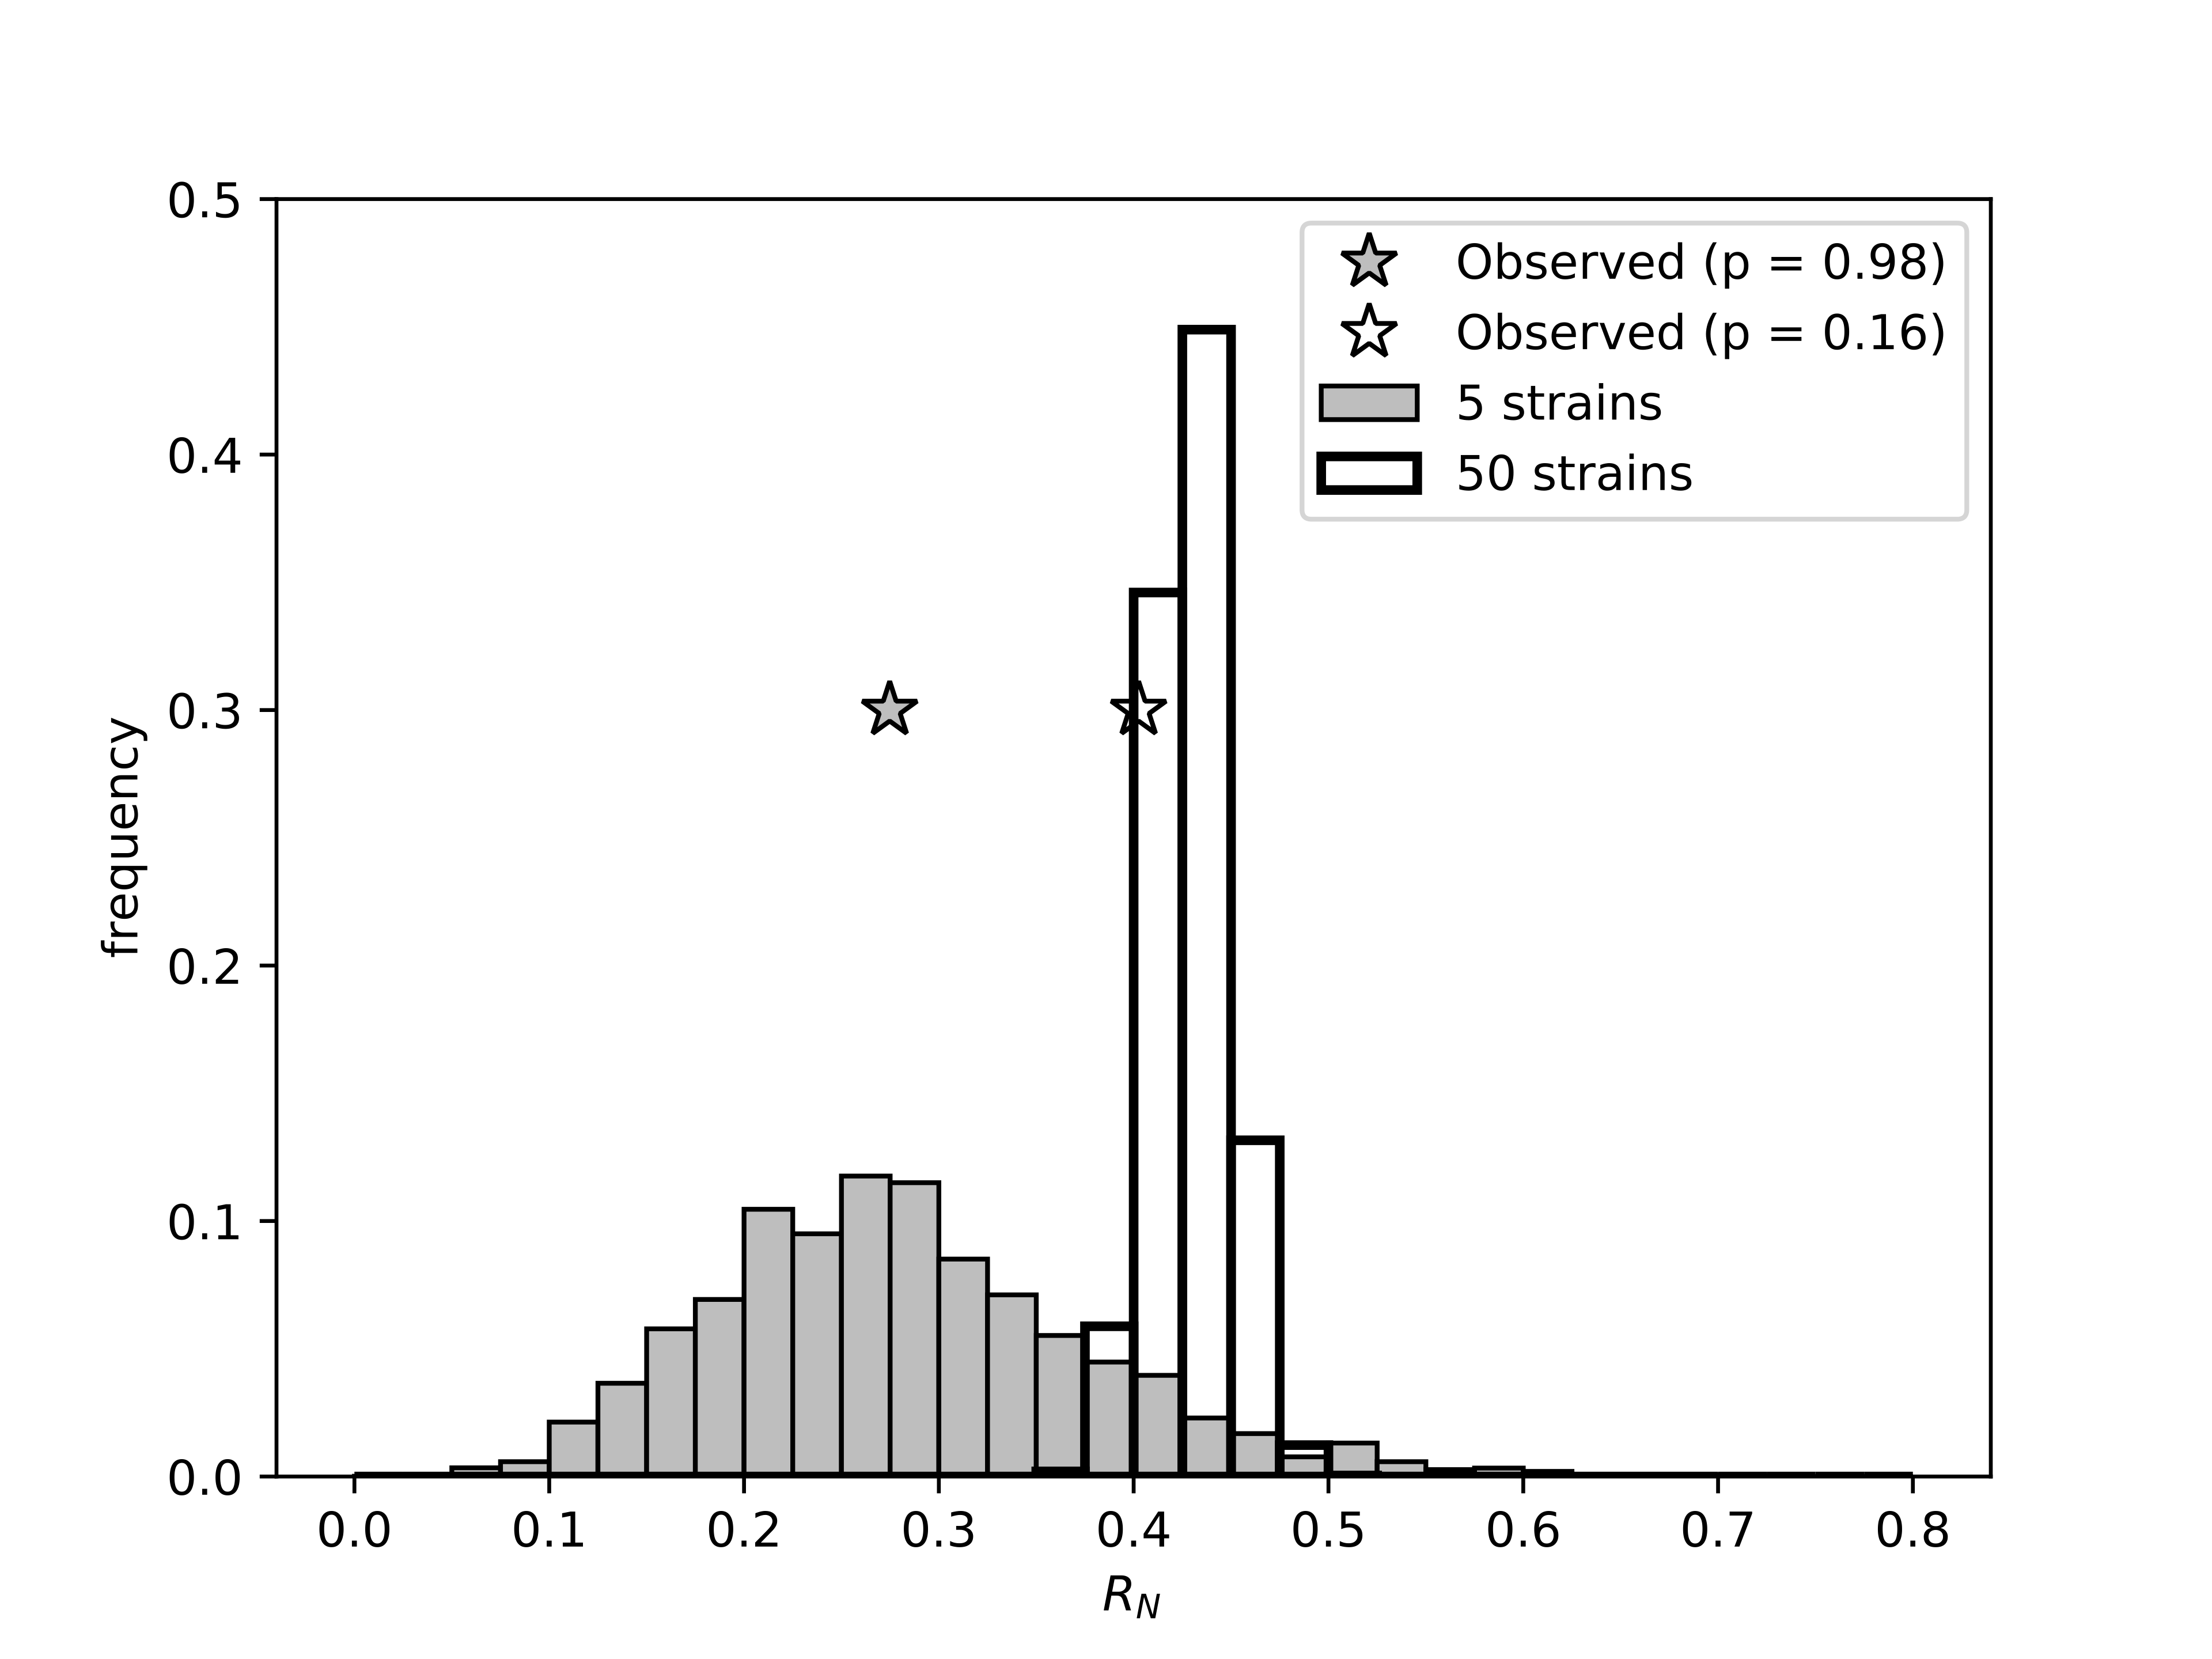 Observed (p = 0.98)
Observed (p = 0.16)
5 strains
50 strains
0.5
0.4
0.3
0.2
0.1
0.0
frequency
0.0 0.1 0.2 0.3 0.4 0.5 0.6 0.7 0.8
R_N